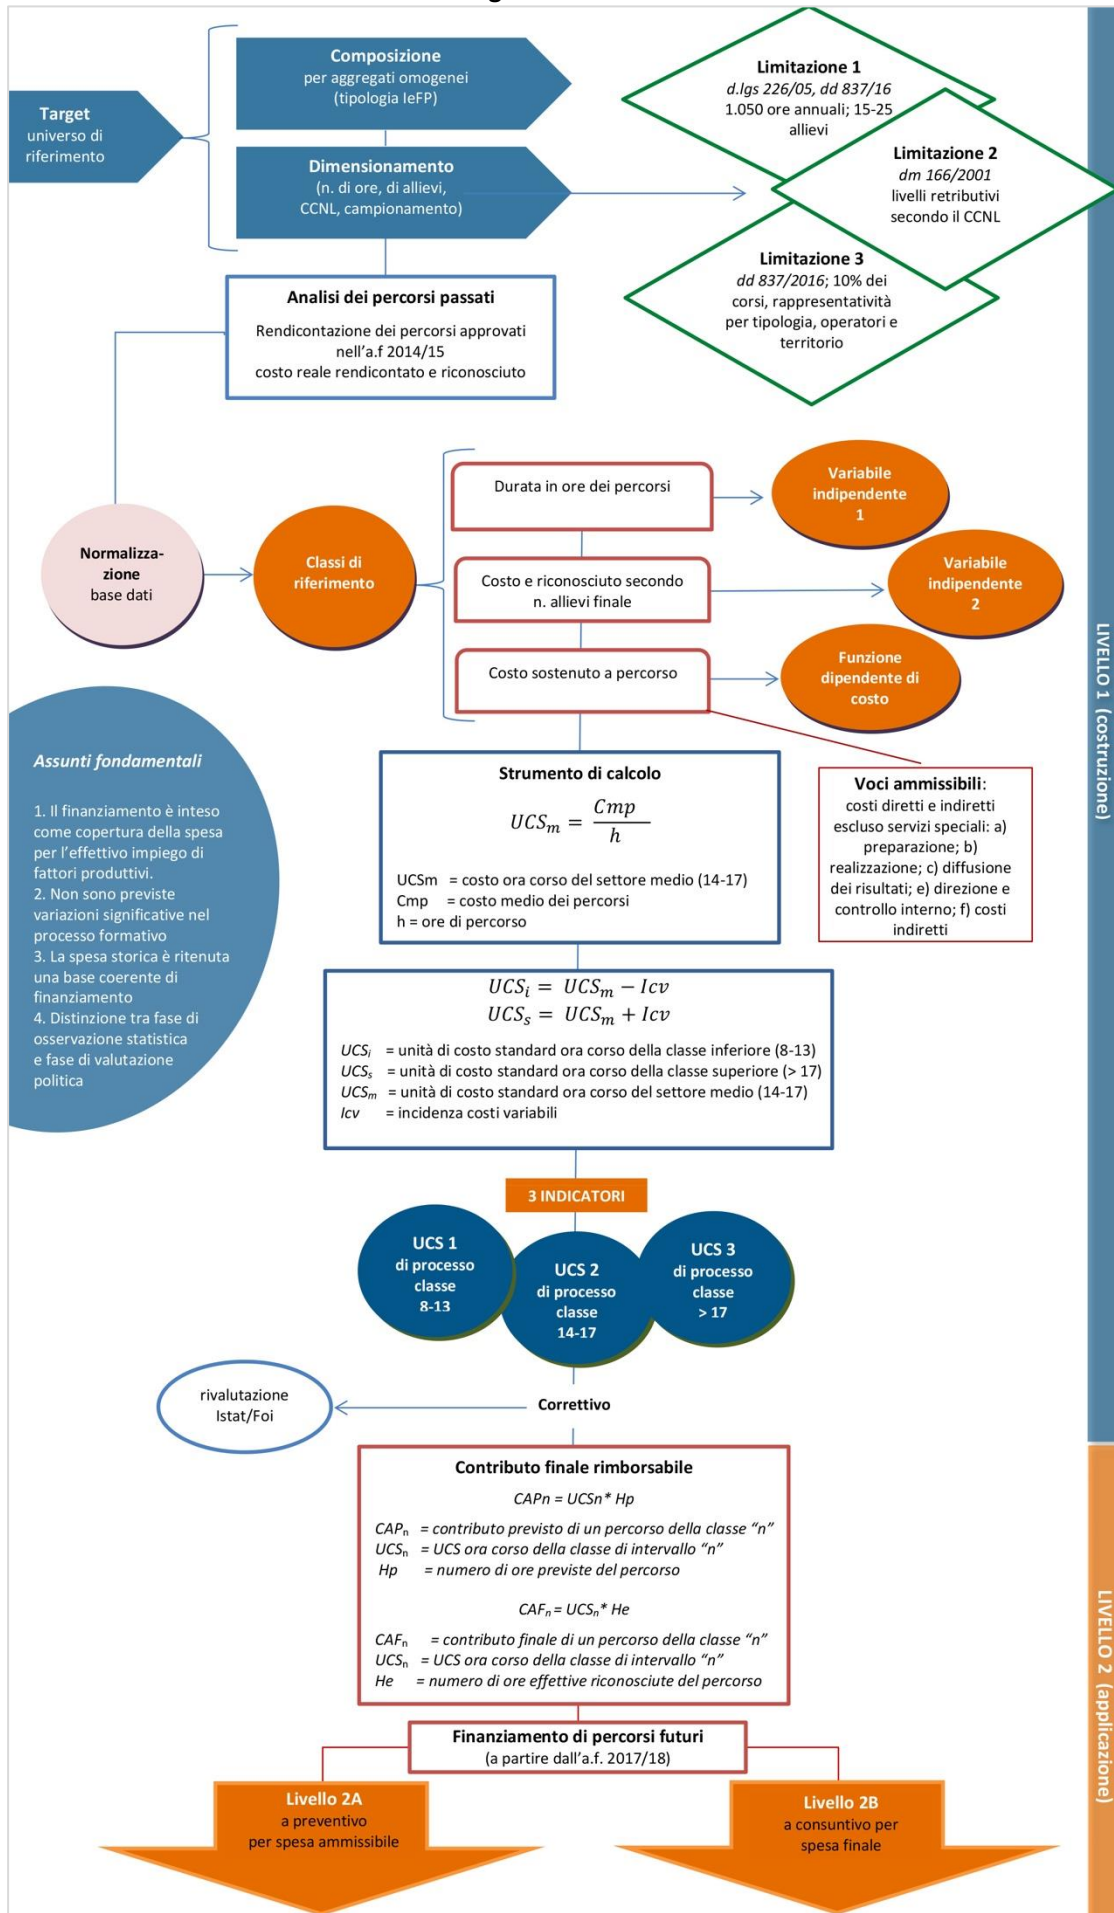 Target
universo di
riferimento
Composizione
per aggregati omogenei
(tipologia IeFP)
Dimensionamento
(n. di ore, di allievi,
CCNL, campionamento)
Limitazione 1
d.lgs 226/05, dd 837/16
1.050 ore annuali; 15-25
allievi
Limitazione 2
dm 166/2001
livelli retributivi
secondo il CCNL
Limitazione 3
dd 837/2016; 10% dei
corsi, rappresentatività
per tipologia, operatori e
territorio
Analisi dei percorsi passati
Rendicontazione dei percorsi approvati
nell'a.f 2014/15
costo reale rendicontato e riconosciuto
Normalizza-
zione
base dati
Classi di
riferimento
Durata in ore dei percorsi
Costo e riconosciuto secondo
n. allievi finale
Costo sostenuto a percorso
Variabile
indipendente
1
Variabile
indipendente
2
Funzione
dipendente di
costo
LIVELLO 1 (costruzione)
Assunti fondamentali
1. Il finanziamento è inteso
come copertura della spesa
per l'effettivo impiego di
fattori produttivi.
2. Non sono previste
variazioni significative nel
processo formativo
3. La spesa storica è ritenuta
una base coerente di
finanziamento
4. Distinzione tra fase di
osservazione statistica
e fase di valutazione
politica
Strumento di calcolo
UCSm = Cmp / h
UCSm = costo ora corso del settore medio (14-17)
Cmp = costo medio dei percorsi
h = ore di percorso
Voci ammissibili:
costi diretti e indiretti
escluso servizi speciali: a)
preparazione; b)
realizzazione; c) diffusione
dei risultati; e) direzione e
controllo interno; f) costi
indiretti
UCSi = UCSm − Icv
UCSs = UCSm + Icv
UCSi = unità di costo standard ora corso della classe inferiore (8-13)
UCSs = unità di costo standard ora corso della classe superiore (> 17)
UCSm = unità di costo standard ora corso del settore medio (14-17)
Icv = incidenza costi variabili
3 INDICATORI
UCS 1
di processo
classe
8-13
UCS 2
di processo
classe
14-17
UCS 3
di processo
classe
> 17
rivalutazione
Istat/Foi
Correttivo
Contributo finale rimborsabile
CAPn = UCSn* Hp
CAPn = contributo previsto di un percorso della classe "n"
UCSn = UCS ora corso della classe di intervallo "n"
Hp = numero di ore previste del percorso
CAFn = UCSn* He
CAFn = contributo finale di un percorso della classe "n"
UCSn = UCS ora corso della classe di intervallo "n"
He = numero di ore effettive riconosciute del percorso
LIVELLO 2 (applicazione)
Finanziamento di percorsi futuri
(a partire dall'a.f. 2017/18)
Livello 2A
a preventivo
per spesa ammissibile
Livello 2B
a consuntivo per
spesa finale